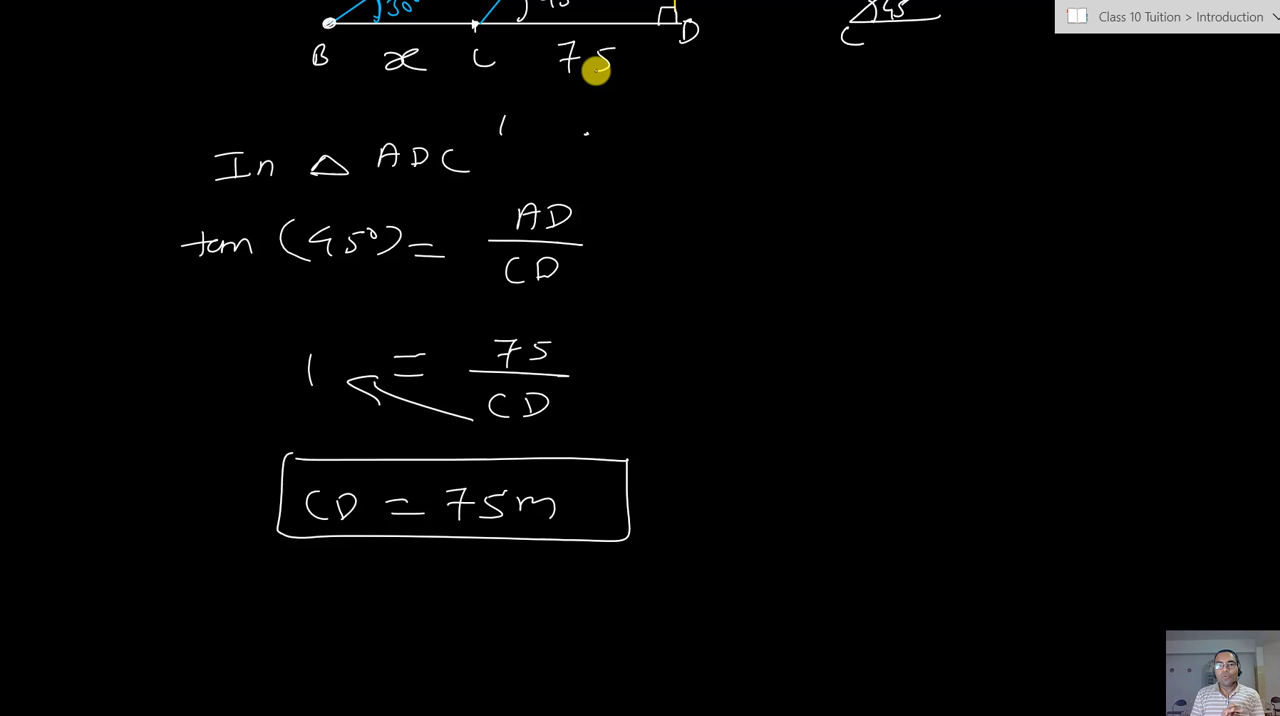 30°
45
45
B x C 75 D
C
Class 10 Tuition > Introduction
In △ ADC
tan (45°) = AD / CD
1 = 75 / CD
CD = 75m